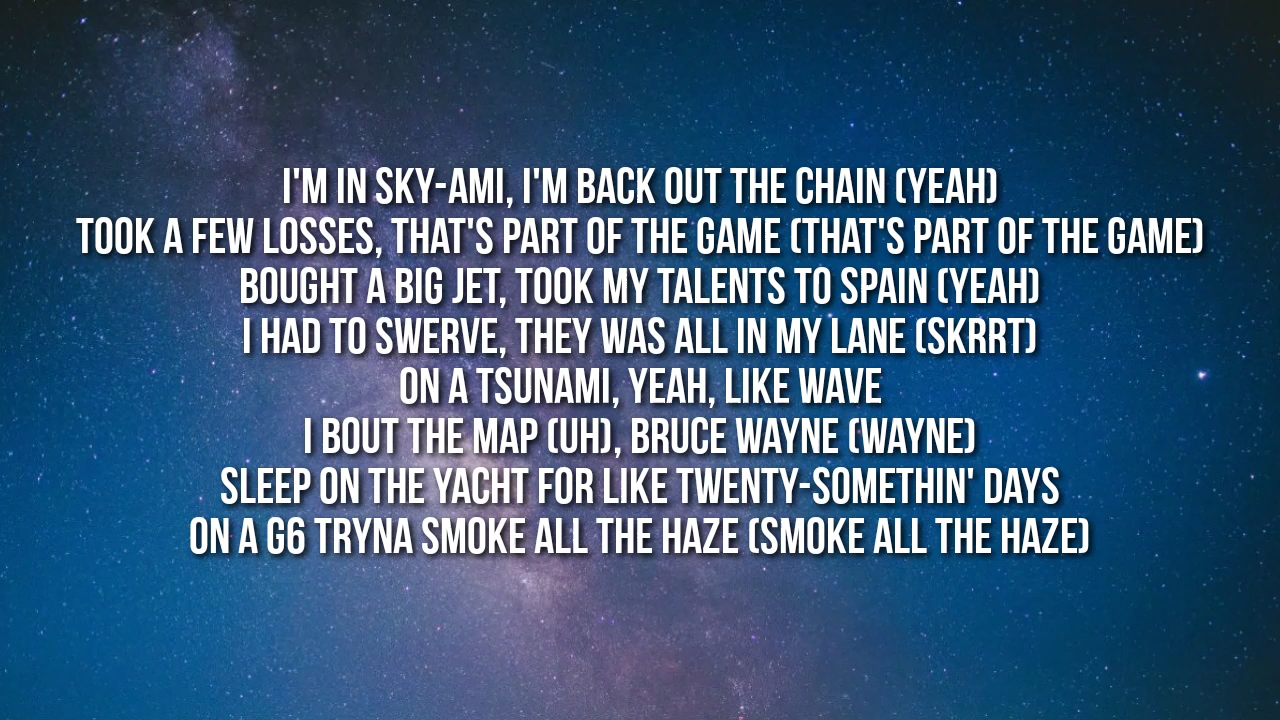 I'M IN SKY-AMI, I'M BACK OUT THE CHAIN (YEAH)
TOOK A FEW LOSSES, THAT'S PART OF THE GAME (THAT'S PART OF THE GAME)
BOUGHT A BIG JET, TOOK MY TALENTS TO SPAIN (YEAH)
I HAD TO SWERVE, THEY WAS ALL IN MY LANE (SKRRT)
ON A TSUNAMI, YEAH, LIKE WAVE
I BOUT THE MAP (UH), BRUCE WAYNE (WAYNE)
SLEEP ON THE YACHT FOR LIKE TWENTY-SOMETHIN' DAYS
ON A G6 TRYNA SMOKE ALL THE HAZE (SMOKE ALL THE HAZE)